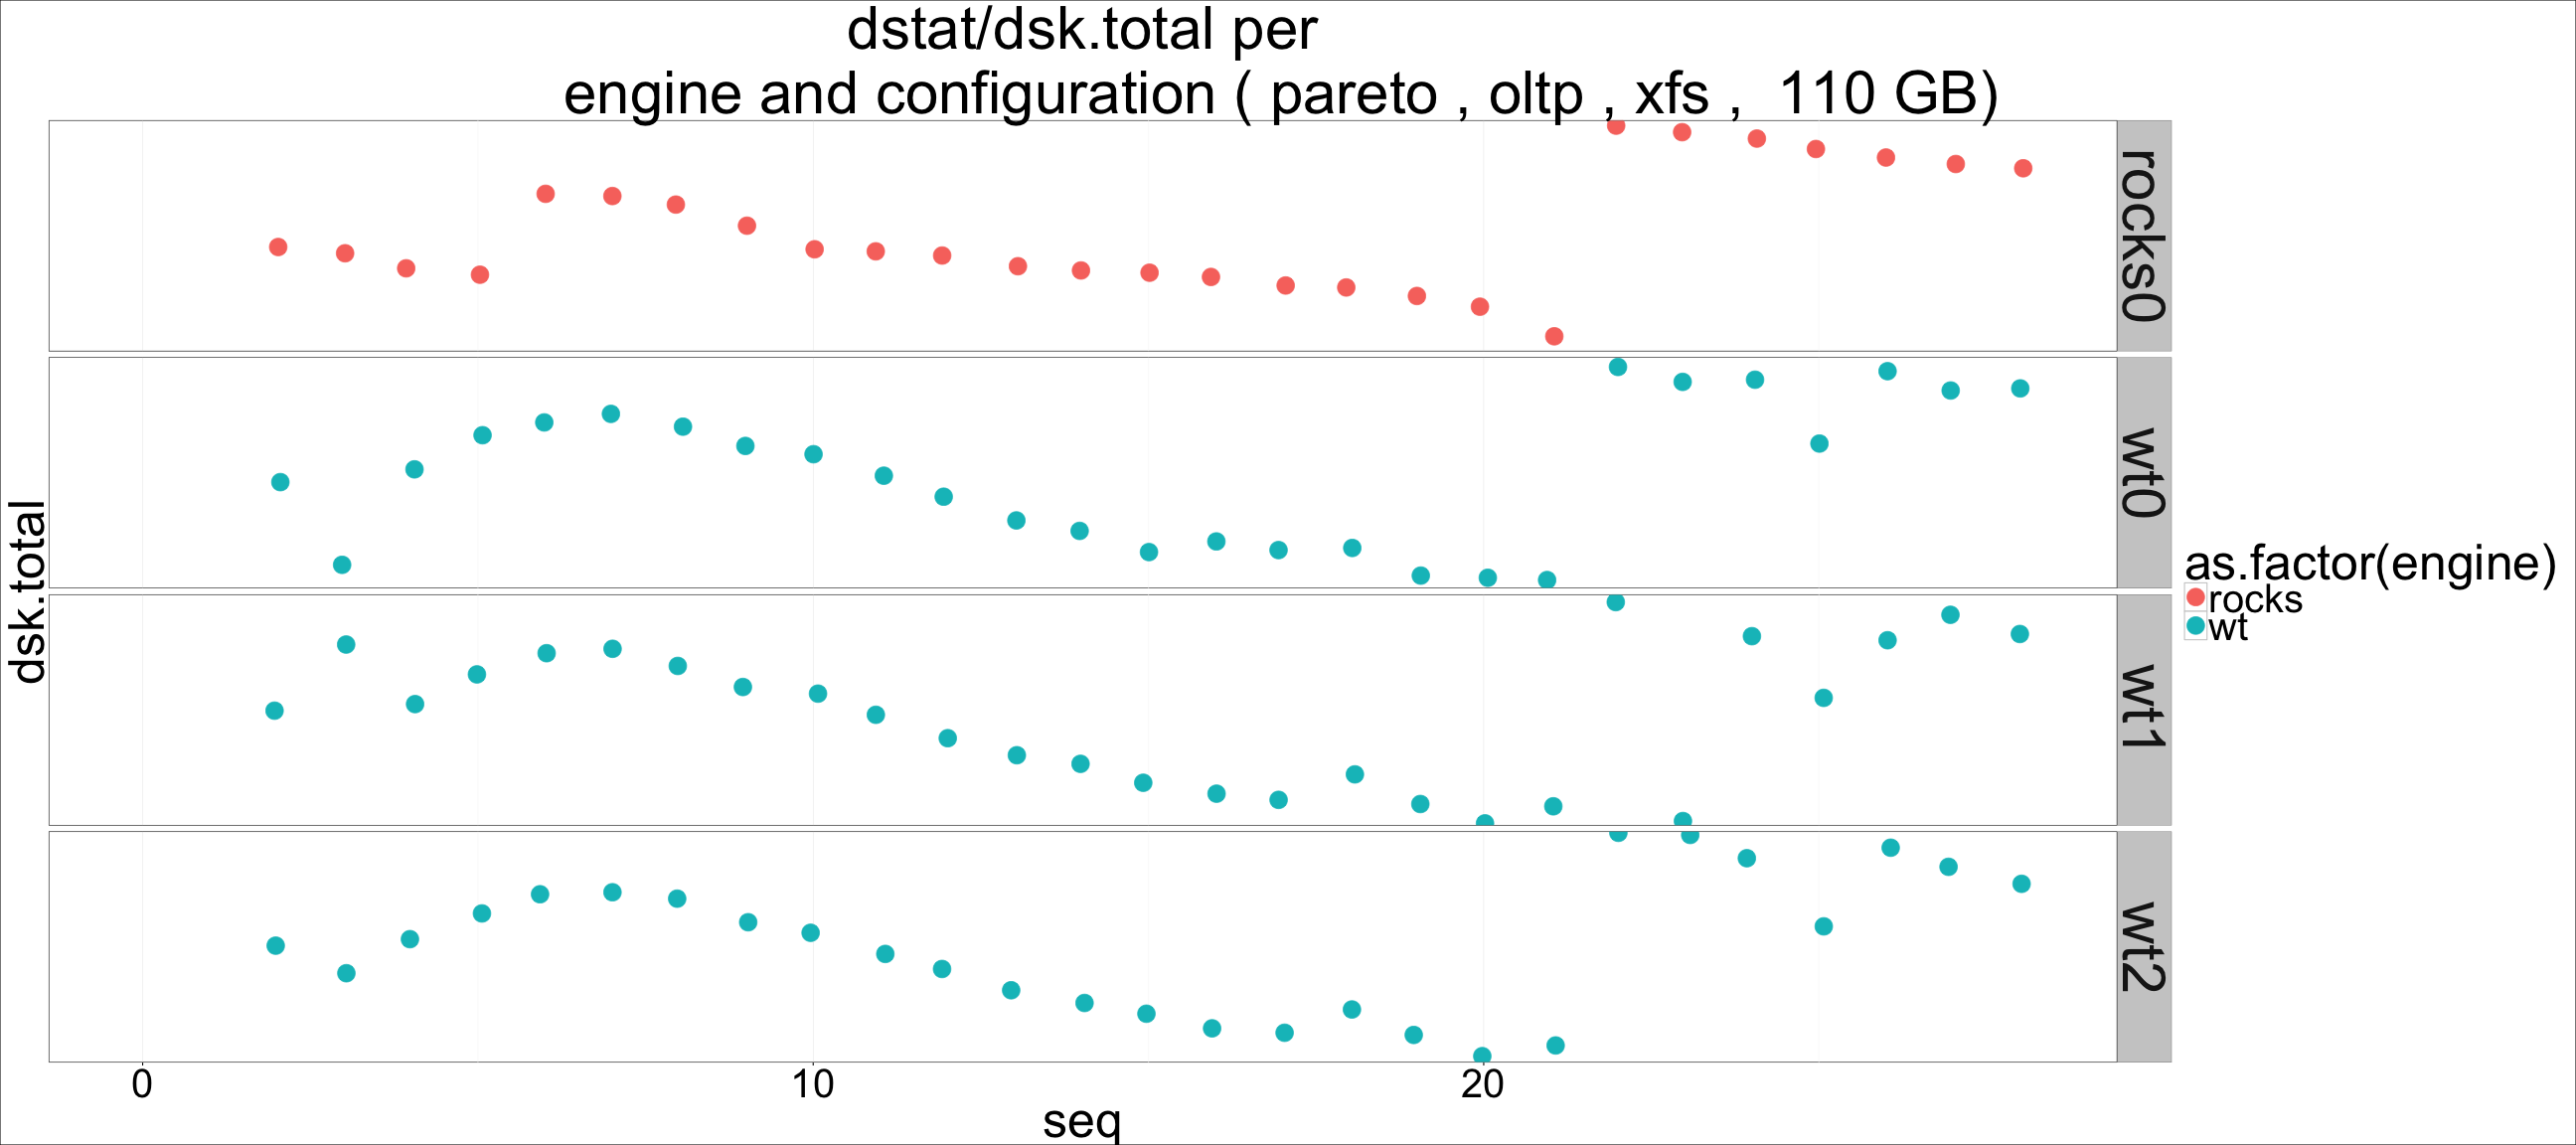 dstat/dsk.total per
engine and configuration ( pareto , oltp , xfs ,  110 GB)
dsk.total
rocks0
wt0
wt1
wt2
as.factor(engine)
rocks
wt
0 10 20
seq